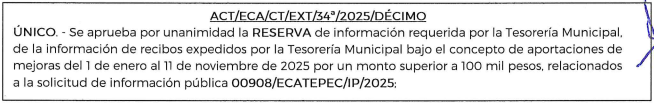 ACT/ECA/CT/EXT/34ª/2025/DÉCIMO
ÚNICO. - Se aprueba por unanimidad la RESERVA de información requerida por la Tesorería Municipal,
de la información de recibos expedidos por la Tesorería Municipal bajo el concepto de aportaciones de
mejoras del 1 de enero al 11 de noviembre de 2025 por un monto superior a 100 mil pesos, relacionados
a la solicitud de información pública 00908/ECATEPEC/IP/2025;